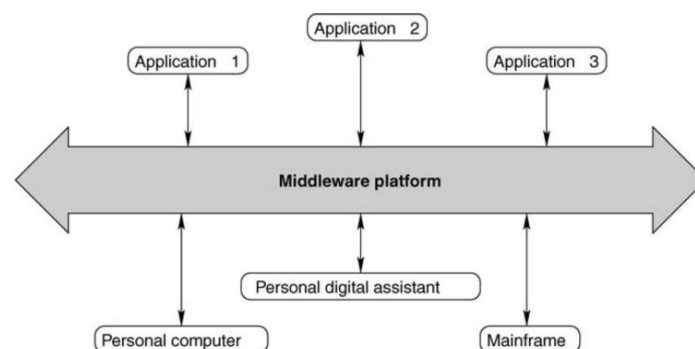 Application 2
Application 1
Application 3
Middleware platform
Personal digital assistant
Personal computer
Mainframe